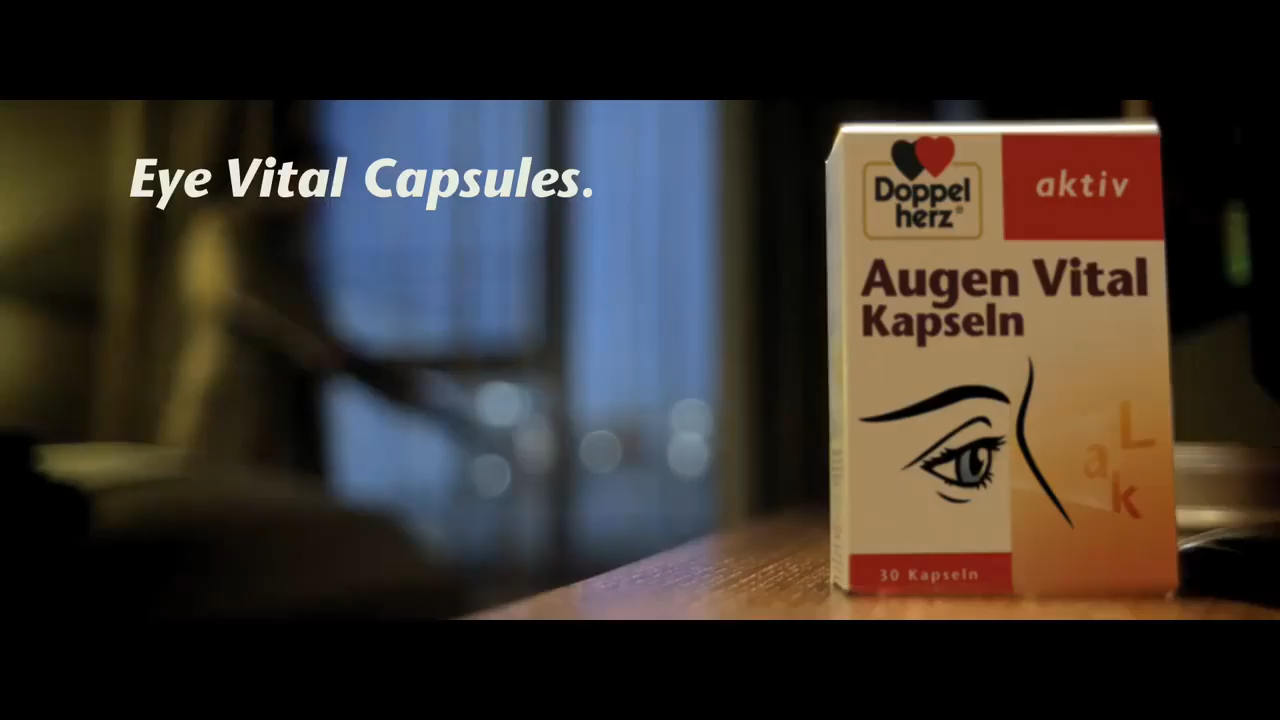 Eye Vital Capsules.
Doppel
herz®
aktiv
Augen Vital
Kapseln
L
a
k
30 Kapseln